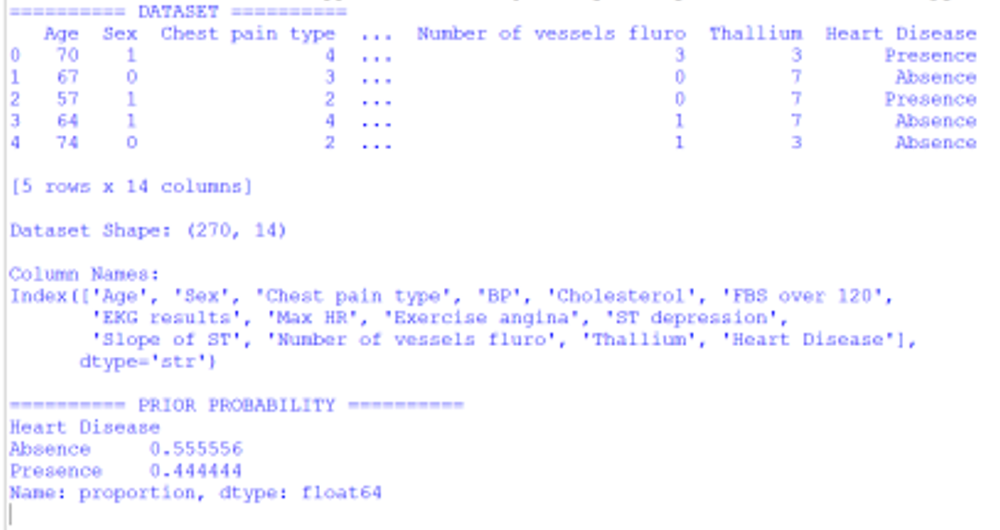 ========== DATASET ==========
   Age  Sex  Chest pain type  ...  Number of vessels fluro  Thallium  Heart Disease
0   70    1                4  ...                        3         3       Presence
1   67    0                3  ...                        0         7        Absence
2   57    1                2  ...                        0         7       Presence
3   64    1                4  ...                        1         7        Absence
4   74    0                2  ...                        1         3        Absence
[5 rows x 14 columns]
Dataset Shape: (270, 14)
Column Names:
Index(['Age', 'Sex', 'Chest pain type', 'BP', 'Cholesterol', 'FBS over 120',
       'EKG results', 'Max HR', 'Exercise angina', 'ST depression',
       'Slope of ST', 'Number of vessels fluro', 'Thallium', 'Heart Disease'],
      dtype='str')
========== PRIOR PROBABILITY ==========
Heart Disease
Absence     0.555556
Presence    0.444444
Name: proportion, dtype: float64